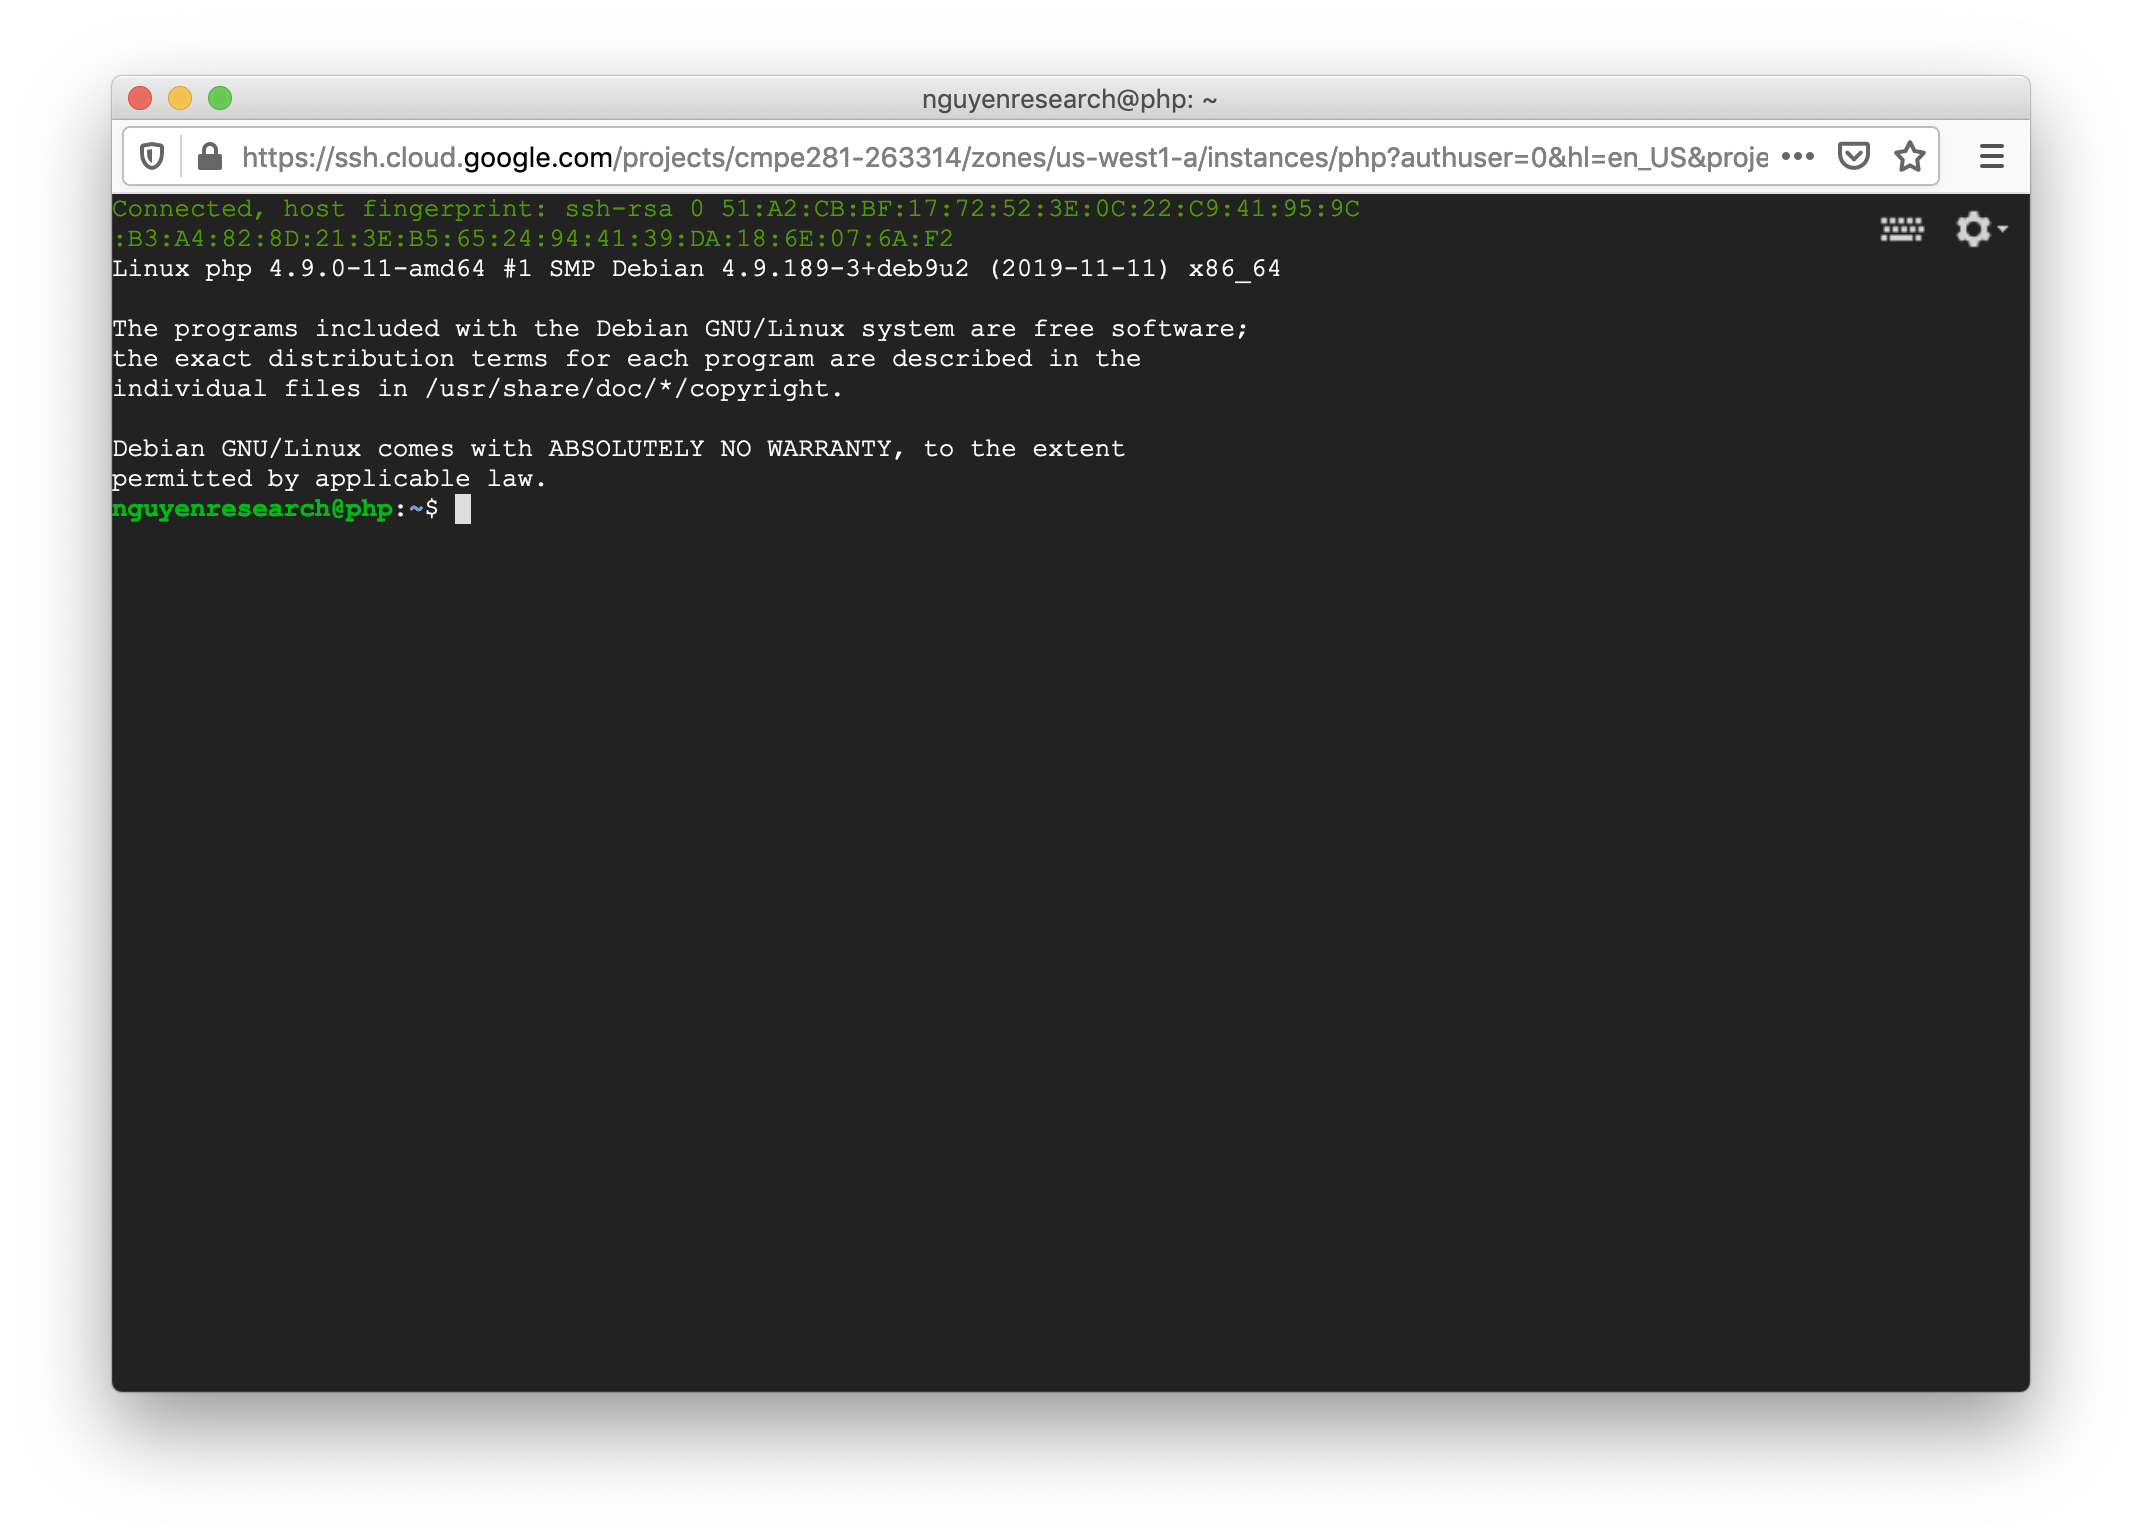 nguyenresearch@php: ~
https://ssh.cloud.google.com/projects/cmpe281-263314/zones/us-west1-a/instances/php?authuser=0&hl=en_US&proje
Connected, host fingerprint: ssh-rsa 0 51:A2:CB:BF:17:72:52:3E:0C:22:C9:41:95:9C
:B3:A4:82:8D:21:3E:B5:65:24:94:41:39:DA:18:6E:07:6A:F2
Linux php 4.9.0-11-amd64 #1 SMP Debian 4.9.189-3+deb9u2 (2019-11-11) x86_64
The programs included with the Debian GNU/Linux system are free software;
the exact distribution terms for each program are described in the
individual files in /usr/share/doc/*/copyright.
Debian GNU/Linux comes with ABSOLUTELY NO WARRANTY, to the extent
permitted by applicable law.
nguyenresearch@php:~$